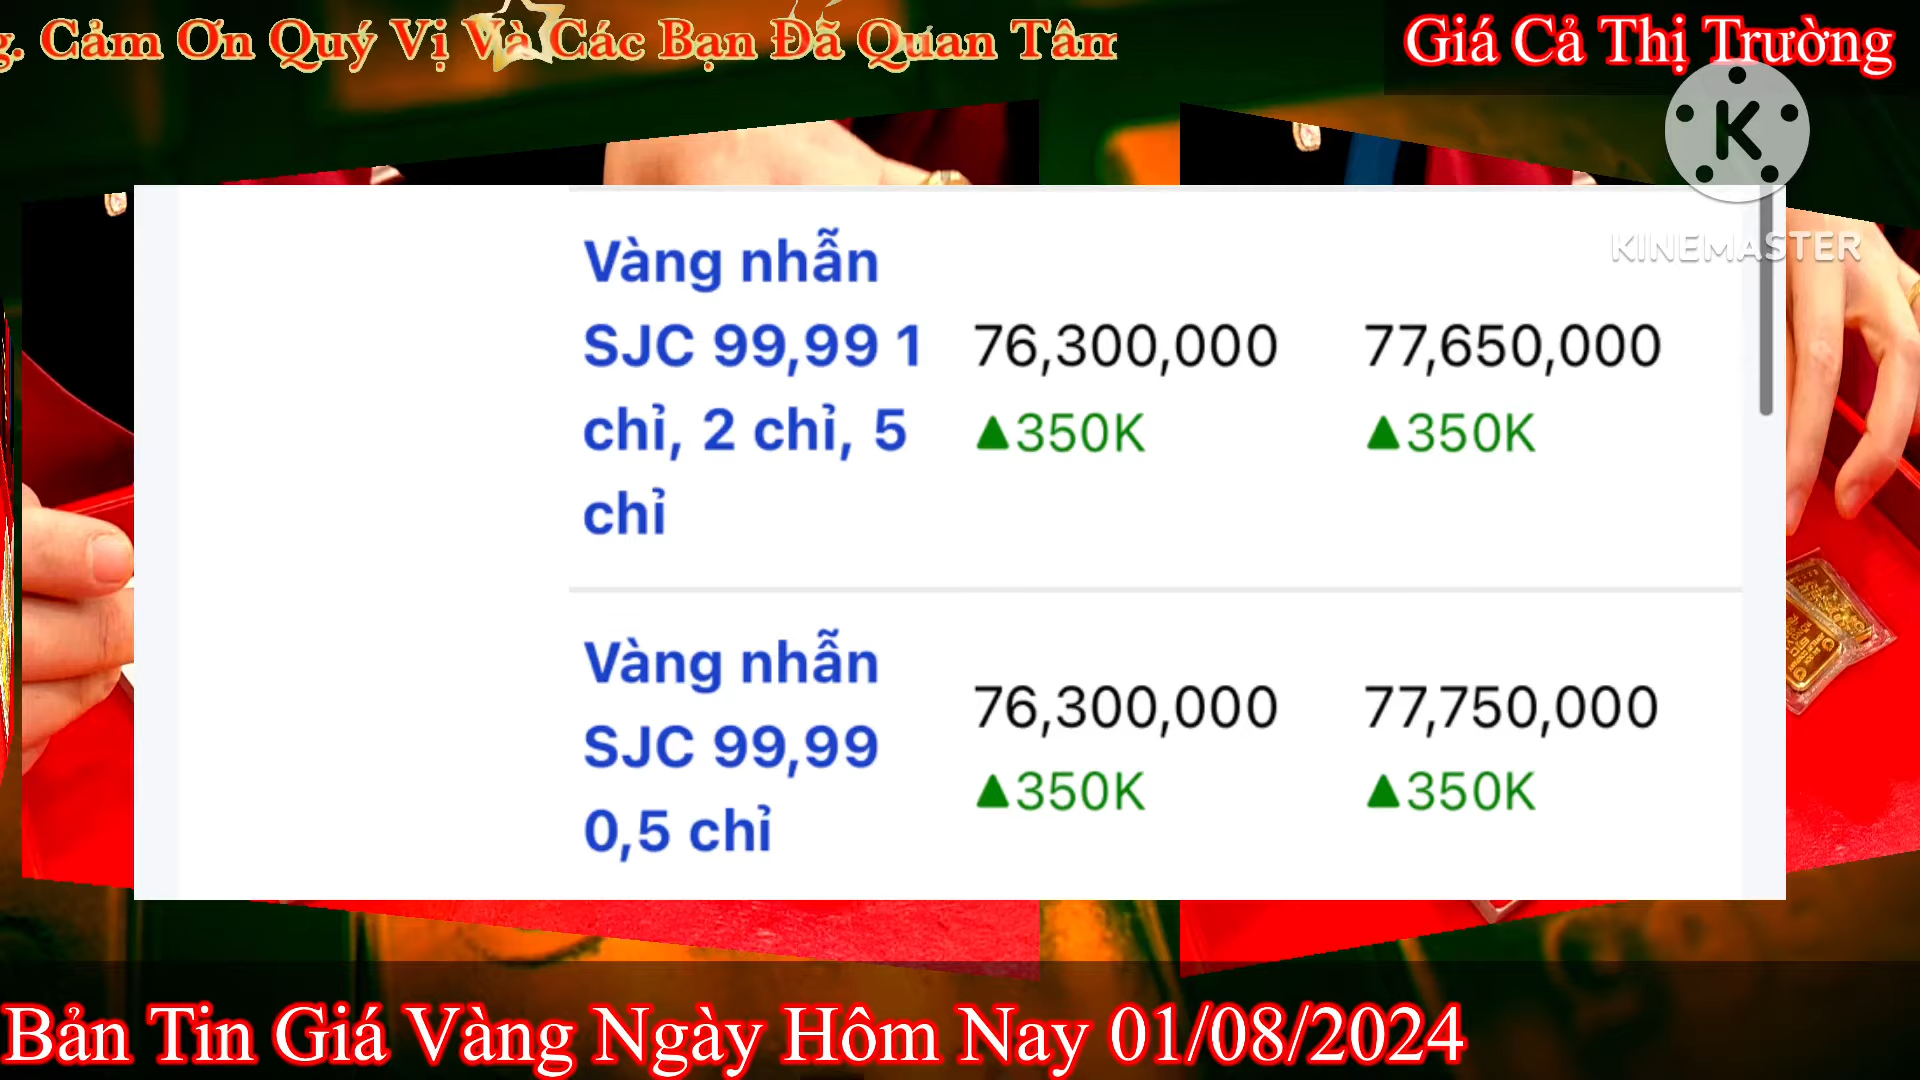 . Cảm Ơn Quý Vị Và Các Bạn Đã Quan Tâm
Giá Cả Thị Trường
K
KINEMASTER
Vàng nhẫn
SJC 99,99 1
chỉ, 2 chỉ, 5
chỉ
76,300,000
77,650,000
▲350K
▲350K
Vàng nhẫn
SJC 99,99
0,5 chỉ
76,300,000
77,750,000
▲350K
▲350K
Bản Tin Giá Vàng Ngày Hôm Nay 01/08/2024